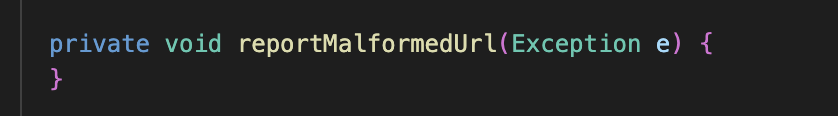 private void reportMalformedUrl(Exception e) {
}